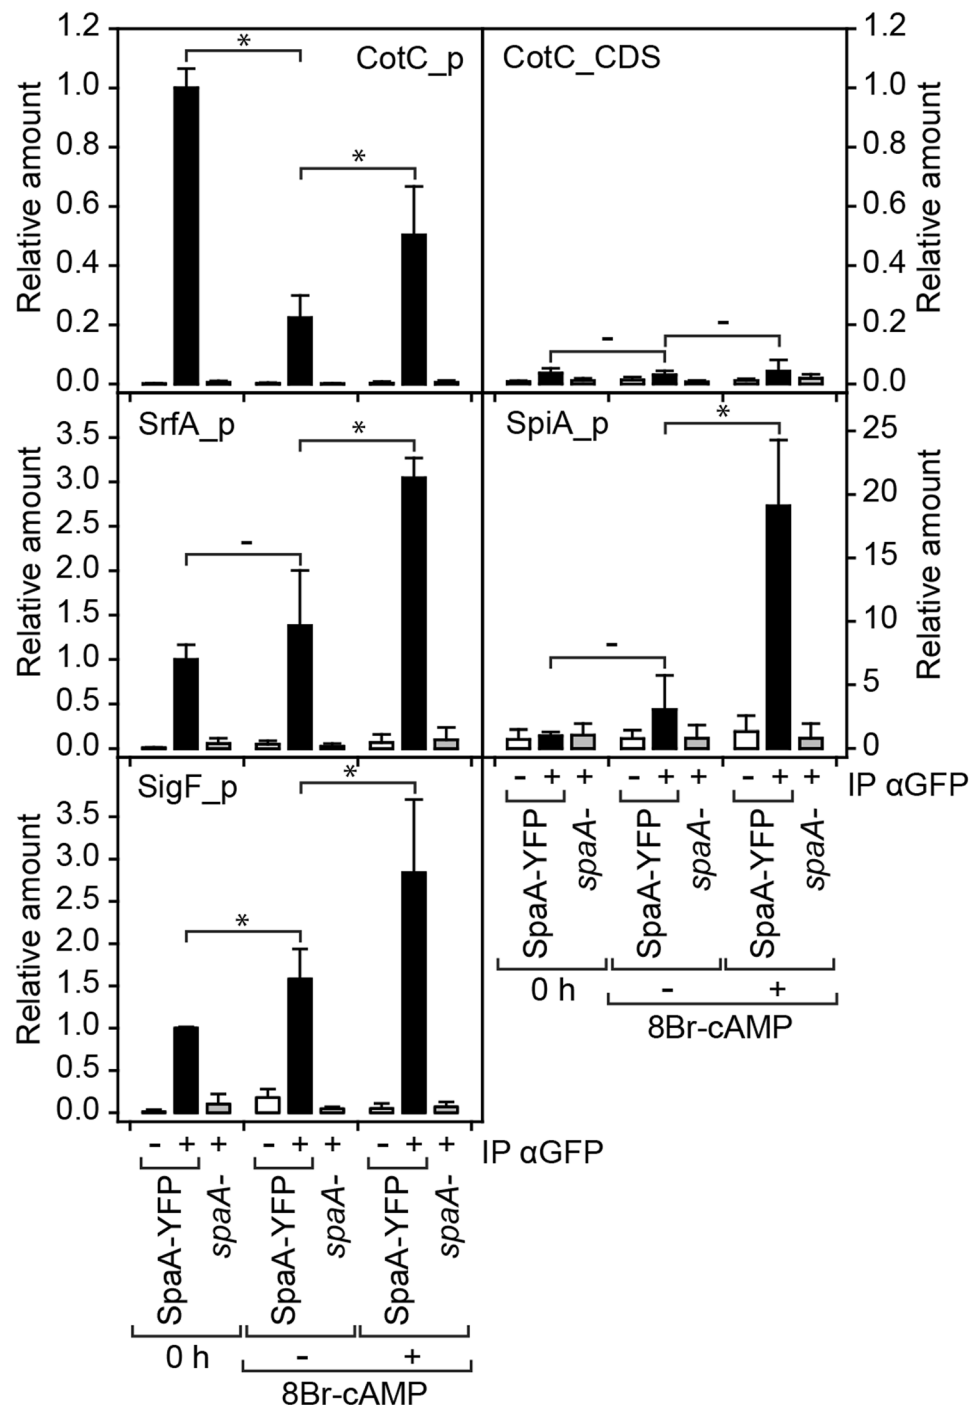 1.2
1.0
0.8
0.6
0.4
0.2
0.0
Relative amount
CotC_p
*
*
CotC_CDS
-
-
1.2
1.0
0.8
0.6
0.4
0.2
0.0
Relative amount
3.5
3.0
2.5
2.0
1.5
1.0
0.5
0.0
Relative amount
SrfA_p
-
*
SpiA_p
-
*
25
20
15
10
5
0
Relative amount
- + + - + + - + + IP αGFP
SpaA-YFP spaA- SpaA-YFP spaA- SpaA-YFP spaA-
0 h - +
8Br-cAMP
3.5
3.0
2.5
2.0
1.5
1.0
0.5
0.0
Relative amount
SigF_p
*
*
- + + - + + - + + IP αGFP
SpaA-YFP spaA- SpaA-YFP spaA- SpaA-YFP spaA-
0 h - +
8Br-cAMP